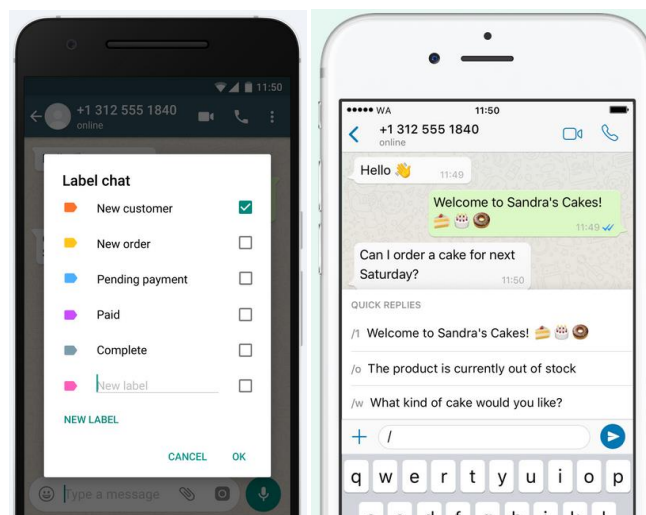 11:50
+1 312 555 1840
online
Label chat
New customer
New order
Pending payment
Paid
Complete
New label
NEW LABEL
CANCEL OK
Type a message
WA 11:50
+1 312 555 1840
online
Hello 👋 11:49
Welcome to Sandra's Cakes!
🍰 🎂 🍩 11:49
Can I order a cake for next
Saturday? 11:50
QUICK REPLIES
/1 Welcome to Sandra's Cakes! 🍰 🎂 🍩
/o The product is currently out of stock
/w What kind of cake would you like?
/
q w e r t y u i o p